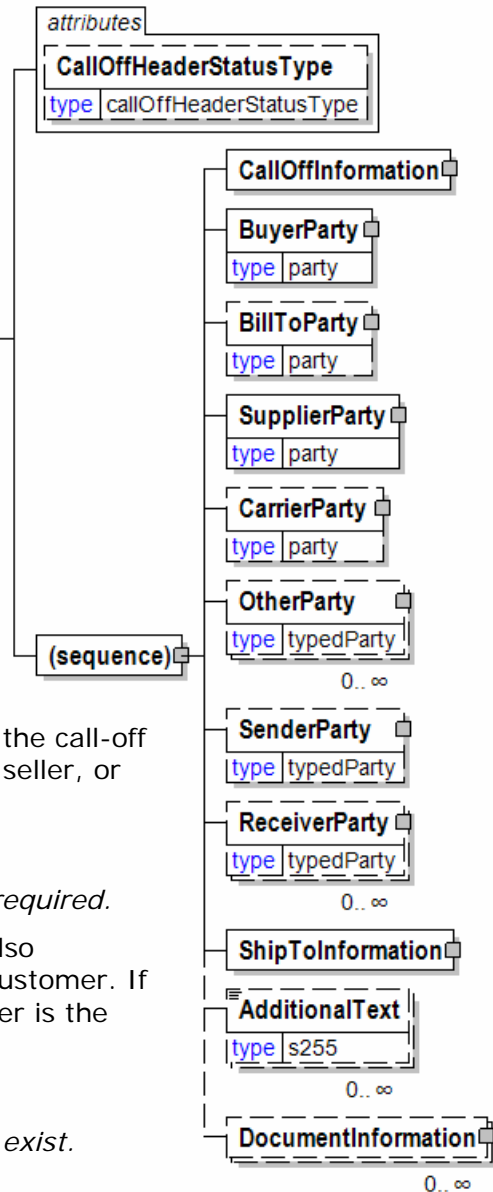 attributes
CallOffHeaderStatusType
type callOffHeaderStatusType
CallOffInformation
BuyerParty
type party
BillToParty
type party
SupplierParty
type party
CarrierParty
type party
OtherParty
type typedParty
0.. ∞
(sequence)
the call-off
seller, or
SenderParty
type typedParty
ReceiverParty
type typedParty
0.. ∞
required.
lso
ustomer. If
er is the
ShipToInformation
AdditionalText
type s255
0.. ∞
exist.
DocumentInformation
0.. ∞